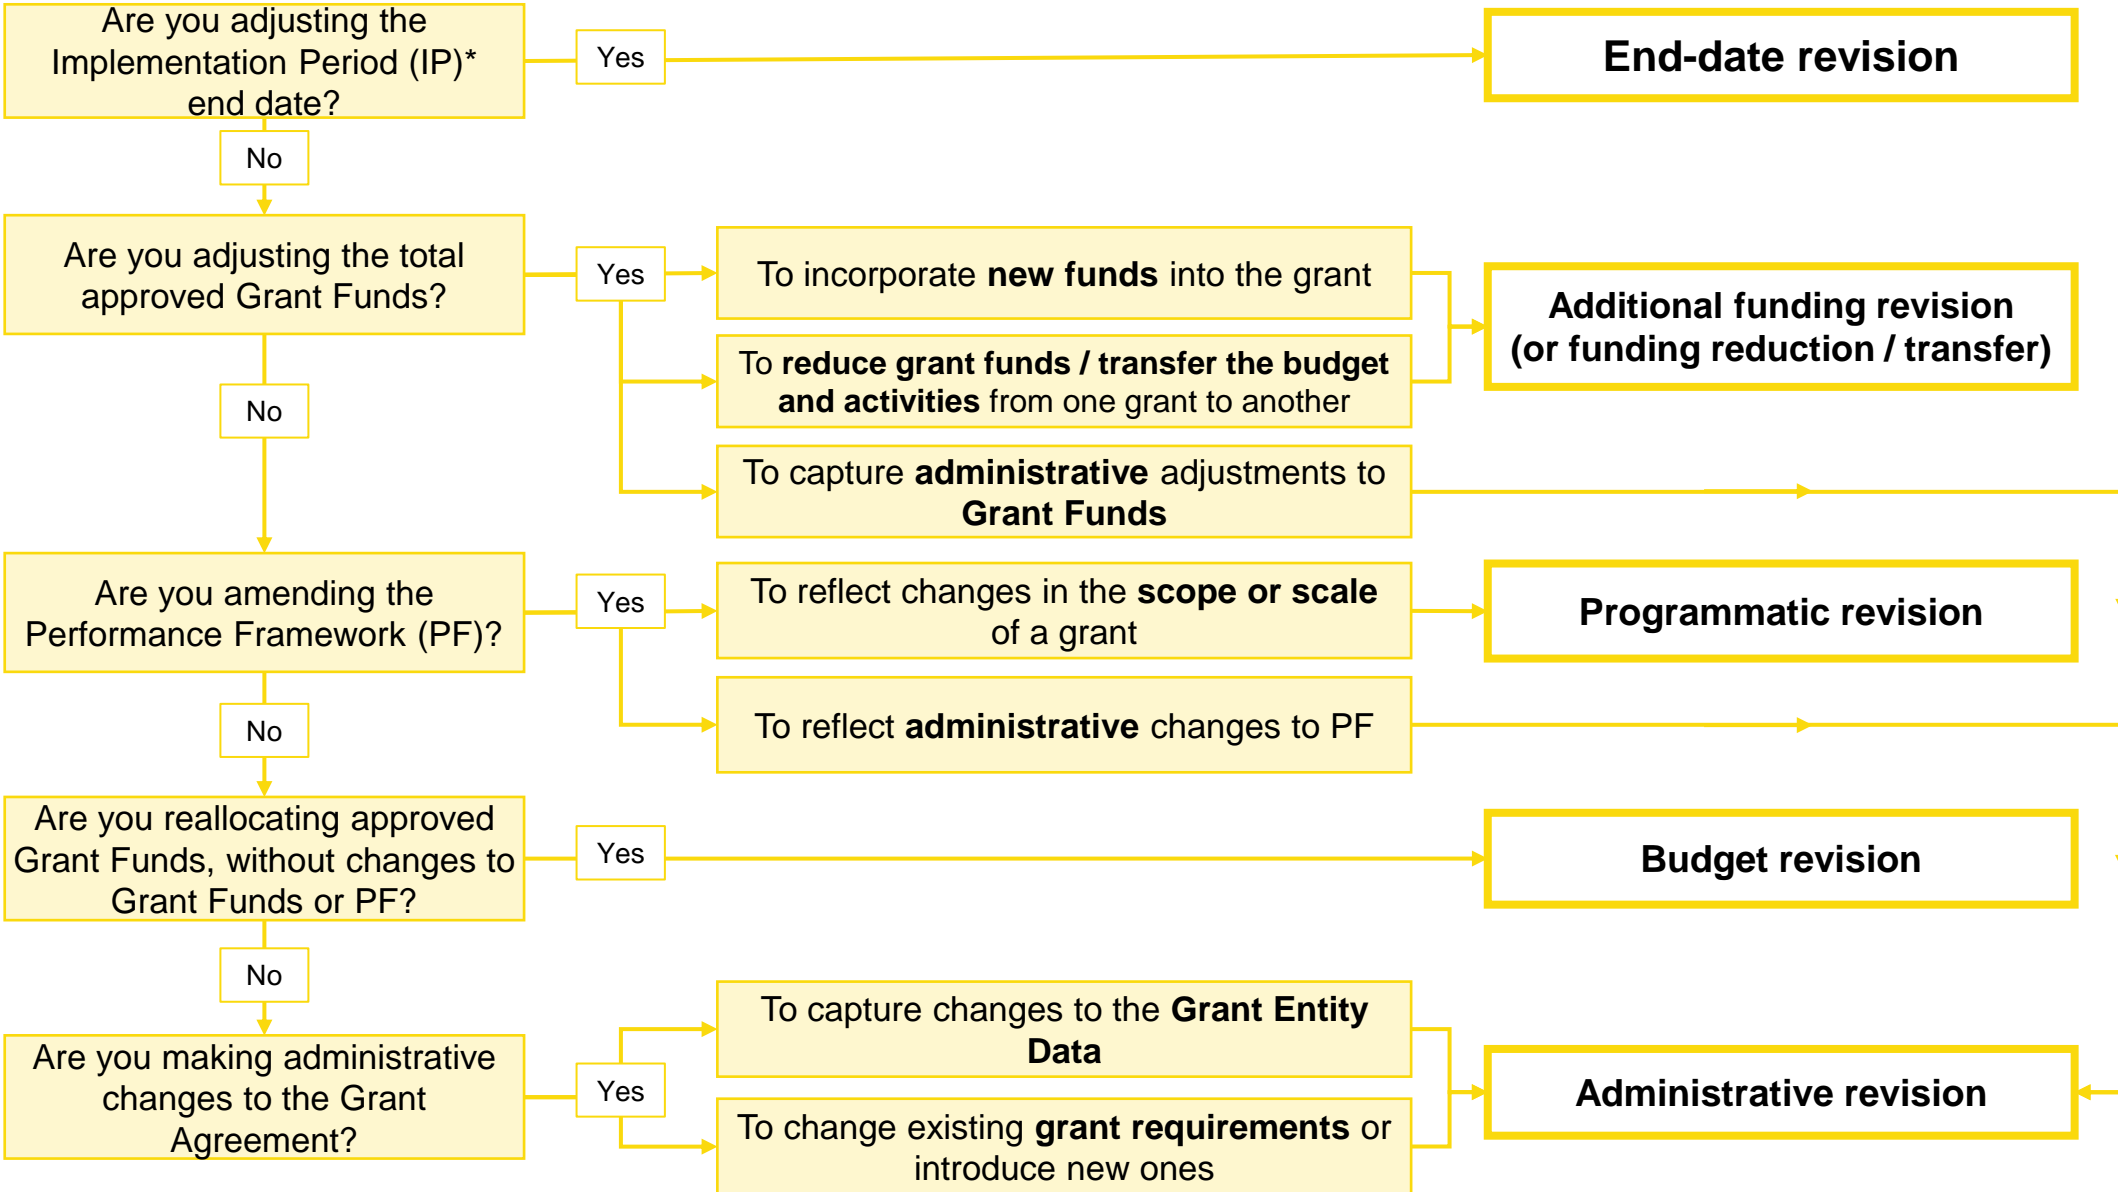 Are you adjusting the
Implementation Period (IP)*
end date?
Yes
End-date revision
No
Are you adjusting the total
approved Grant Funds?
Yes
To incorporate new funds into the grant
To reduce grant funds / transfer the budget
and activities from one grant to another
Additional funding revision
(or funding reduction / transfer)
To capture administrative adjustments to
Grant Funds
No
Are you amending the
Performance Framework (PF)?
Yes
To reflect changes in the scope or scale
of a grant
Programmatic revision
To reflect administrative changes to PF
No
Are you reallocating approved
Grant Funds, without changes to
Grant Funds or PF?
Yes
Budget revision
No
Are you making administrative
changes to the Grant
Agreement?
Yes
To capture changes to the Grant Entity
Data
To change existing grant requirements or
introduce new ones
Administrative revision